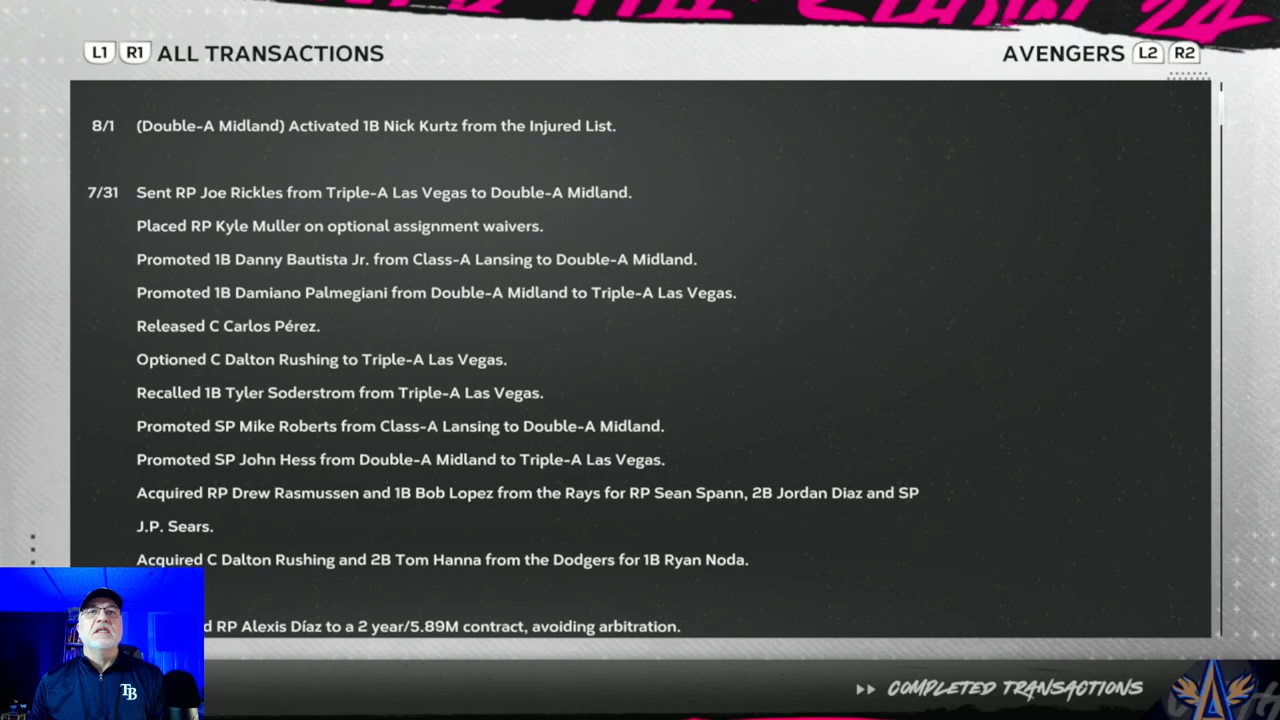 THE SHOW 24
L1 R1 ALL TRANSACTIONS
AVENGERS L2 R2
8/1 (Double-A Midland) Activated 1B Nick Kurtz from the Injured List.
7/31 Sent RP Joe Rickles from Triple-A Las Vegas to Double-A Midland.
Placed RP Kyle Muller on optional assignment waivers.
Promoted 1B Danny Bautista Jr. from Class-A Lansing to Double-A Midland.
Promoted 1B Damiano Palmegiani from Double-A Midland to Triple-A Las Vegas.
Released C Carlos Pérez.
Optioned C Dalton Rushing to Triple-A Las Vegas.
Recalled 1B Tyler Soderstrom from Triple-A Las Vegas.
Promoted SP Mike Roberts from Class-A Lansing to Double-A Midland.
Promoted SP John Hess from Double-A Midland to Triple-A Las Vegas.
Acquired RP Drew Rasmussen and 1B Bob Lopez from the Rays for RP Sean Spann, 2B Jordan Diaz and SP
J.P. Sears.
Acquired C Dalton Rushing and 2B Tom Hanna from the Dodgers for 1B Ryan Noda.
RP Alexis Díaz to a 2 year/5.89M contract, avoiding arbitration.
TB
COMPLETED TRANSACTIONS